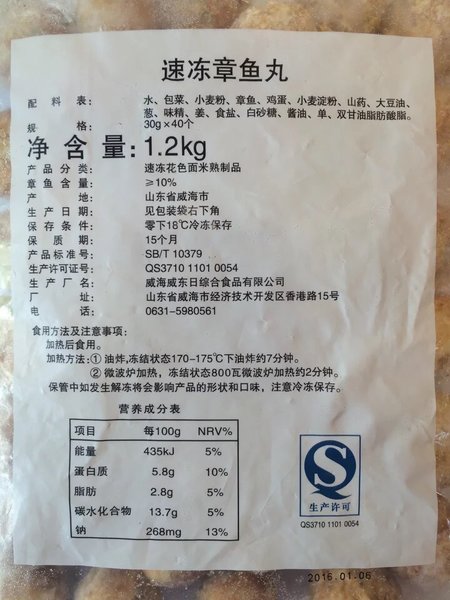 速冻章鱼丸
配料表: 水、包菜、小麦粉、章鱼、鸡蛋、小麦淀粉、山药、大豆油、
葱、味精、姜、食盐、白砂糖、酱油、单、双甘油脂肪酸脂。
规格: 30g×40个
净含量:1.2kg
产品分类: 速冻花色面米熟制品
章鱼含量: ≥10%
产地: 山东省威海市
生产日期: 见包装袋右下角
保存条件: 零下18℃冷冻保存
保质期: 15个月
产品标准号: SB/T 10379
生产许可证号: QS3710 1101 0054
生产厂名: 威海威东日综合食品有限公司
厂址: 山东省威海市经济技术开发区香港路15号
电话: 0631-5980561
食用方法及注意事项:
加热后食用。
加热方法:① 油炸,冻结状态170-175℃下油炸约7分钟。
② 微波炉加热，冻结状态800瓦微波炉加热约2分钟。
保管中如发生解冻将会影响产品的形状和口味，注意冷冻保存。
营养成分表
项目 每100g NRV%
能量 435kJ 5%
蛋白质 5.8g 10%
脂肪 2.8g 5%
碳水化合物 13.7g 5%
钠 268mg 13%
生产许可
QS3710 1101 0054
2016.01.06